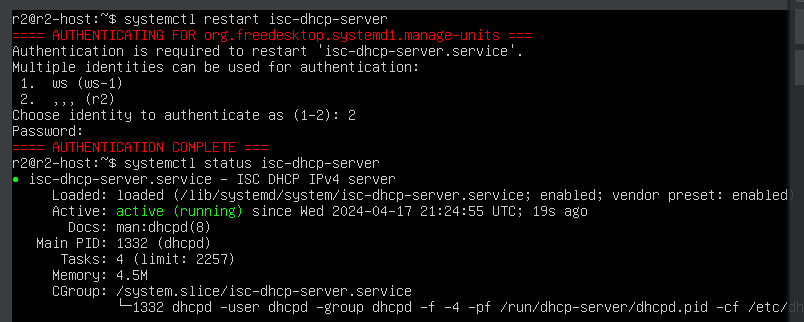 r2@r2-host:~$ systemctl restart isc-dhcp-server
==== AUTHENTICATING FOR org.freedesktop.systemd1.manage-units ===
Authentication is required to restart 'isc-dhcp-server.service'.
Multiple identities can be used for authentication:
 1.  ws (ws-1)
 2.  ,,, (r2)
Choose identity to authenticate as (1-2): 2
Password:
==== AUTHENTICATION COMPLETE ===
r2@r2-host:~$ systemctl status isc-dhcp-server
● isc-dhcp-server.service - ISC DHCP IPv4 server
     Loaded: loaded (/lib/systemd/system/isc-dhcp-server.service; enabled; vendor preset: enabled)
     Active: active (running) since Wed 2024-04-17 21:24:55 UTC; 19s ago
       Docs: man:dhcpd(8)
   Main PID: 1332 (dhcpd)
      Tasks: 4 (limit: 2257)
     Memory: 4.5M
     CGroup: /system.slice/isc-dhcp-server.service
             └─1332 dhcpd -user dhcpd -group dhcpd -f -4 -pf /run/dhcp-server/dhcpd.pid -cf /etc/dh